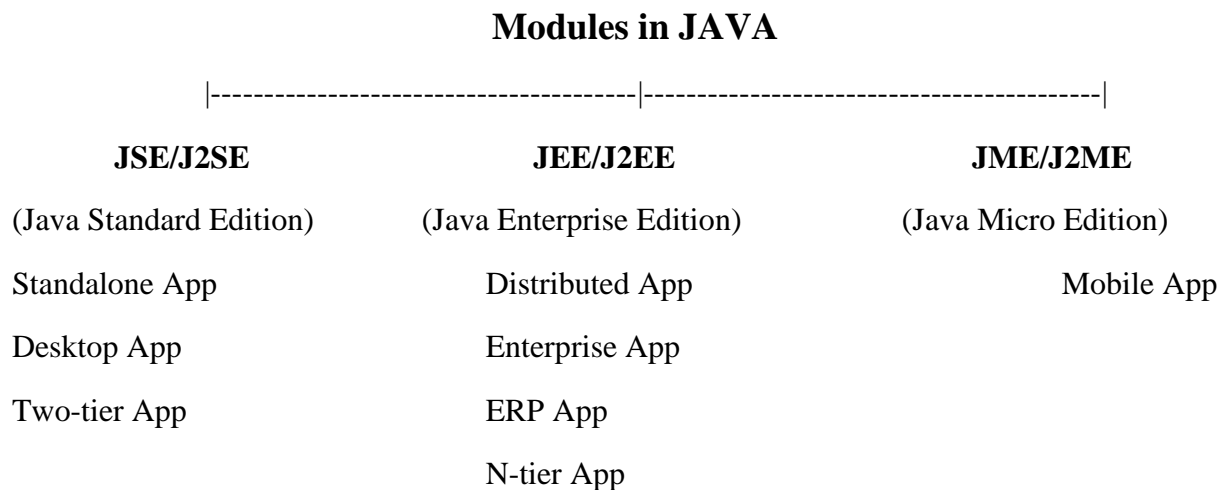 Modules in JAVA
|----------------------------------------|-------------------------------------------|
JSE/J2SE JEE/J2EE JME/J2ME
(Java Standard Edition) (Java Enterprise Edition) (Java Micro Edition)
Standalone App Distributed App Mobile App
Desktop App Enterprise App
Two-tier App ERP App
N-tier App